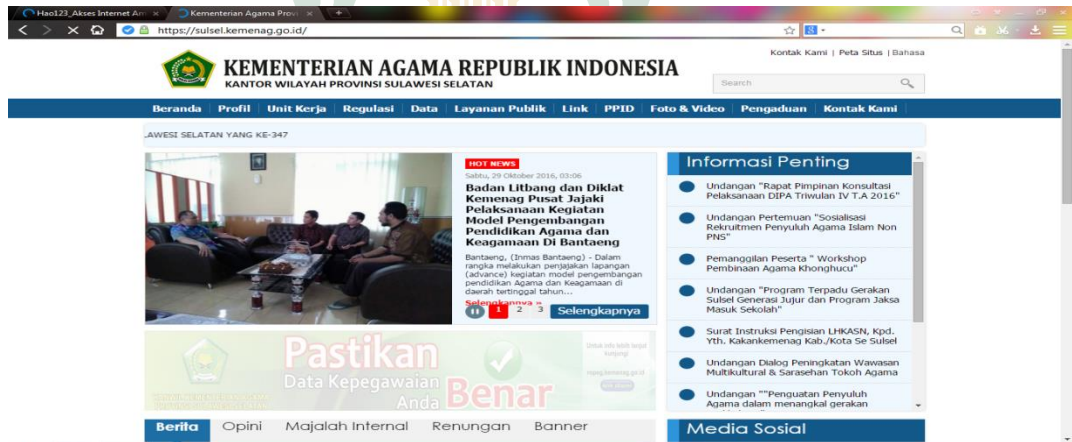 Hao123_Akses Internet An
Kementerian Agama Provi
https://sulsel.kemenag.go.id/
Kontak Kami | Peta Situs | Bahasa
KEMENTERIAN AGAMA REPUBLIK INDONESIA
KANTOR WILAYAH PROVINSI SULAWESI SELATAN
Search
Beranda Profil Unit Kerja Regulasi Data Layanan Publik Link PPID Foto & Video Pengaduan Kontak Kami
AWESI SELATAN YANG KE-347
HOT NEWS
Sabtu, 29 Oktober 2016, 03:06
Badan Litbang dan Diklat
Kemenag Pusat Jajaki
Pelaksanaan Kegiatan
Model Pengembangan
Pendidikan Agama dan
Keagamaan Di Bantaeng
Bantaeng, (Inmas Bantaeng) - Dalam
rangka melakukan penjajakan lapangan
(advance) kegiatan model pengembangan
pendidikan Agama dan Keagamaan di
daerah tertinggal tahun...
Selengkapnya »
1 2 3 Selengkapnya
Informasi Penting
Undangan "Rapat Pimpinan Konsultasi
Pelaksanaan DIPA Triwulan IV T.A 2016"
Undangan Pertemuan "Sosialisasi
Rekruitmen Penyuluh Agama Islam Non
PNS"
Pemanggilan Peserta " Workshop
Pembinaan Agama Khonghucu"
Undangan "Program Terpadu Gerakan
Sulsel Generasi Jujur dan Program Jaksa
Masuk Sekolah"
Surat Instruksi Pengisian LHKASN, Kpd.
Yth. Kakankemenag Kab./Kota Se Sulsel
Undangan Dialog Peningkatan Wawasan
Multikultural & Sarasehan Tokoh Agama
Undangan ""Penguatan Penyuluh
Agama dalam menangkal gerakan
Pastikan
Data Kepegawaian
Anda Benar
Untuk info lebih lanjut
kunjungi
Berita Opini Majalah Internal Renungan Banner
Media Sosial